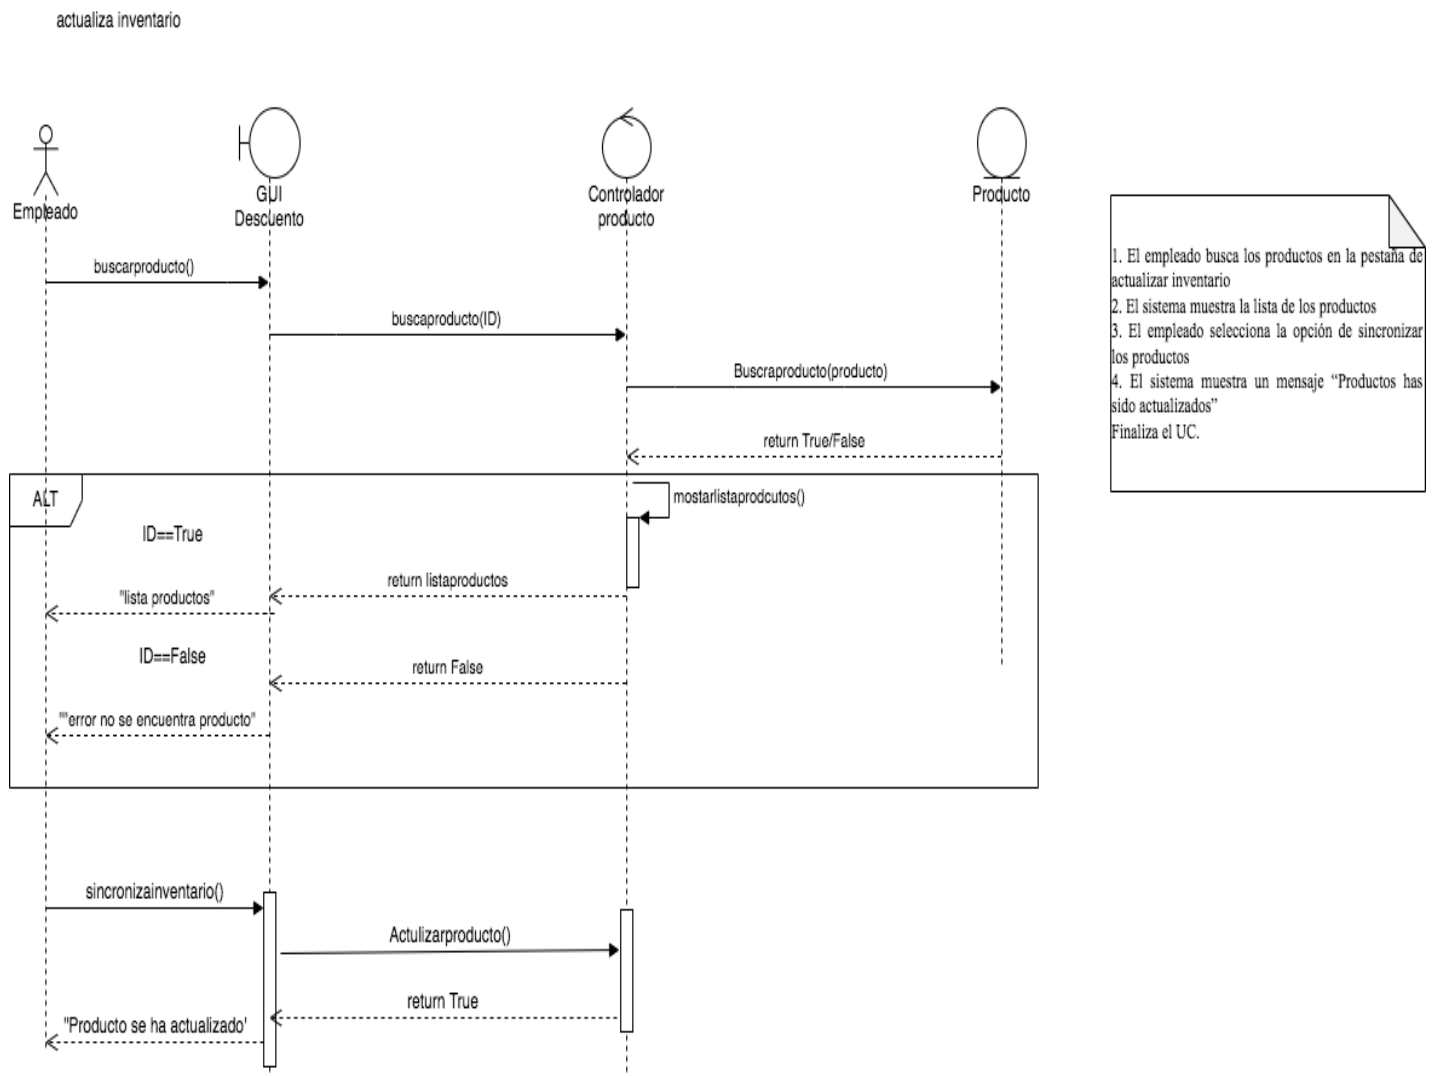 actualiza inventario
Empleado
GUI
Descuento
Controlador
producto
Producto
buscarproducto()
buscaproducto(ID)
Buscraproducto(producto)
return True/False
ALT
mostarlistaprodcutos()
ID==True
return listaproductos
"lista productos"
ID==False
return False
""error no se encuentra producto"
sincronizainventario()
Actulizarproducto()
return True
"Producto se ha actualizado'
1. El empleado busca los productos en la pestaña de
actualizar inventario
2. El sistema muestra la lista de los productos
3. El empleado selecciona la opción de sincronizar
los productos
4. El sistema muestra un mensaje “Productos has
sido actualizados”
Finaliza el UC.